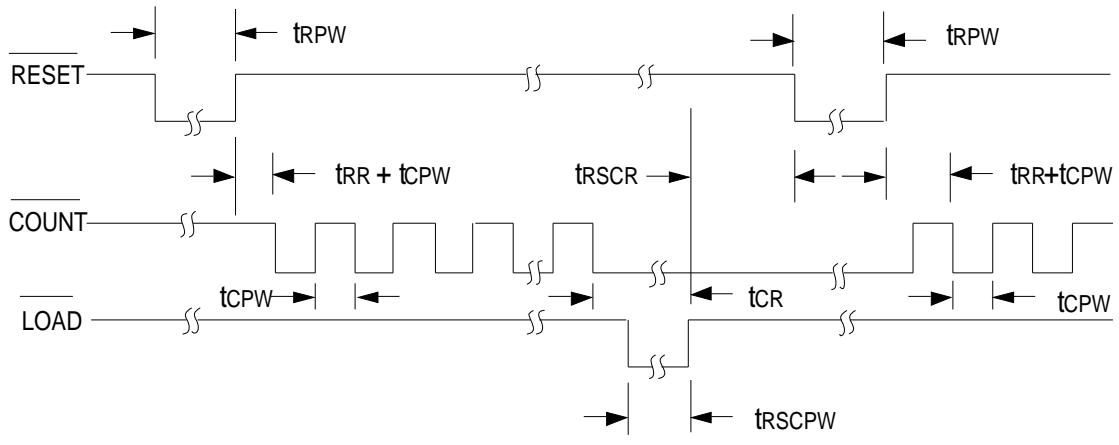 tRPW
tRPW
RESET
tRR + tCPW
tRSCR
tRR+tCPW
COUNT
tCPW
tCR
tCPW
LOAD
tRSCPW